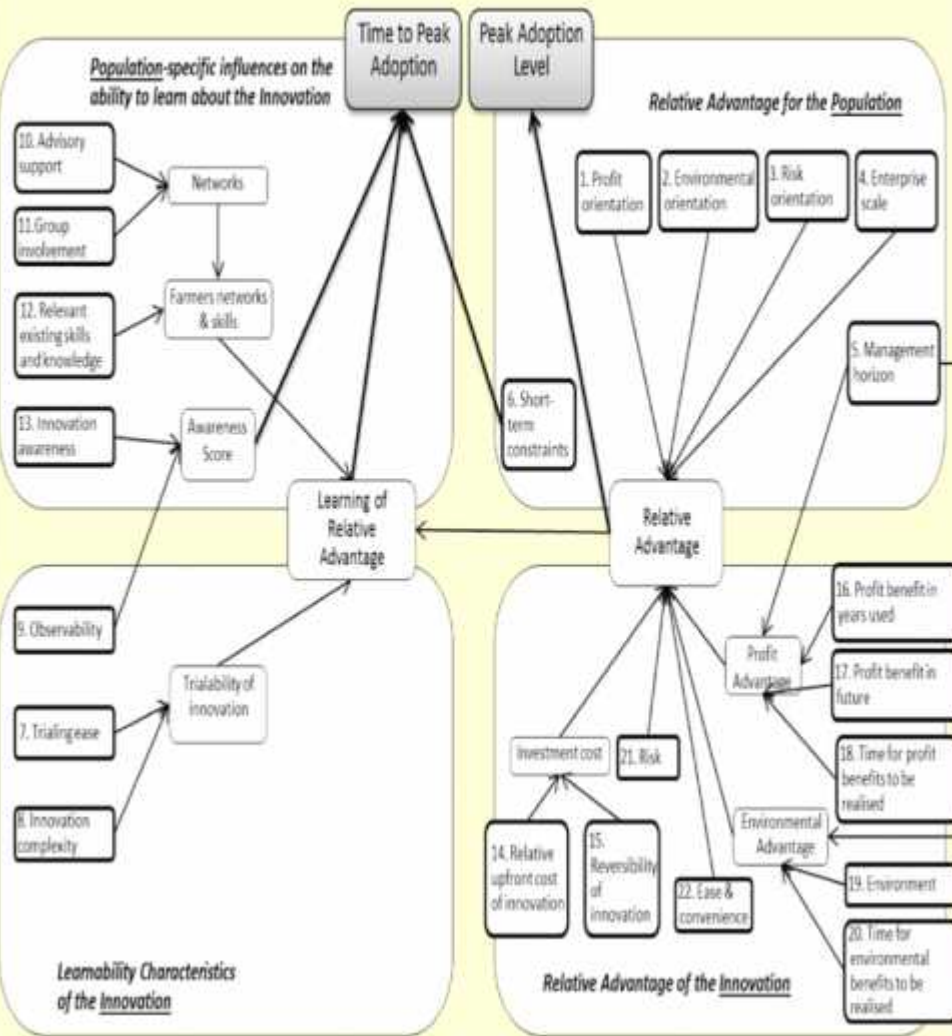 Time to Peak
Adoption
Peak Adoption
Level
Population-specific influences on the
ability to learn about the Innovation
Relative Advantage for the Population
10. Advisory
support
Networks
11.Group
involvement
12. Relevant
existing skills
and knowledge
Farmers networks
& skills
13. Innovation
awareness
Awareness
Score
1. Profit
orientation
2. Environmental
orientation
3. Risk
orientation
4. Enterprise
scale
5. Management
horizon
6. Short-
term
constraints
Learning of
Relative
Advantage
Relative
Advantage
9. Observability
Trialability of
innovation
7. Trialing ease
8. Innovation
complexity
Learnability Characteristics
of the Innovation
16. Profit benefit in
years used
Profit
Advantage
17. Profit benefit in
future
18. Time for profit
benefits to be
realised
Investment cost
21. Risk
14. Relative
upfront cost
of innovation
15.
Reversibility
of
innovation
22. Ease &
convenience
Environmental
Advantage
19. Environment
20. Time for
environmental
benefits to be
realised
Relative Advantage of the Innovation